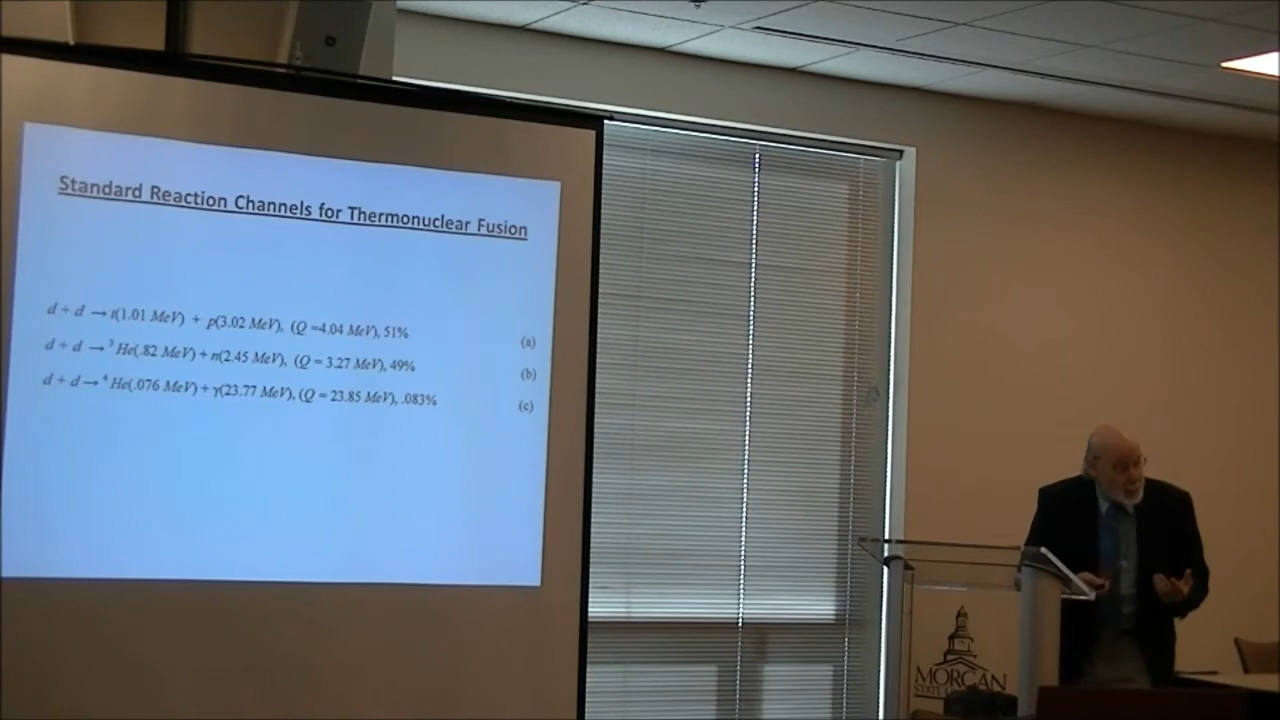 Standard Reaction Channels for Thermonuclear Fusion
d + d → t(1.01 MeV) + p(3.02 MeV), (Q =4.04 MeV), 51% (a)
d + d → ³He(.82 MeV) + n(2.45 MeV), (Q = 3.27 MeV), 49% (b)
d + d → ⁴He(.076 MeV) + γ(23.77 MeV), (Q = 23.85 MeV), .083% (c)
MORGAN
STATE